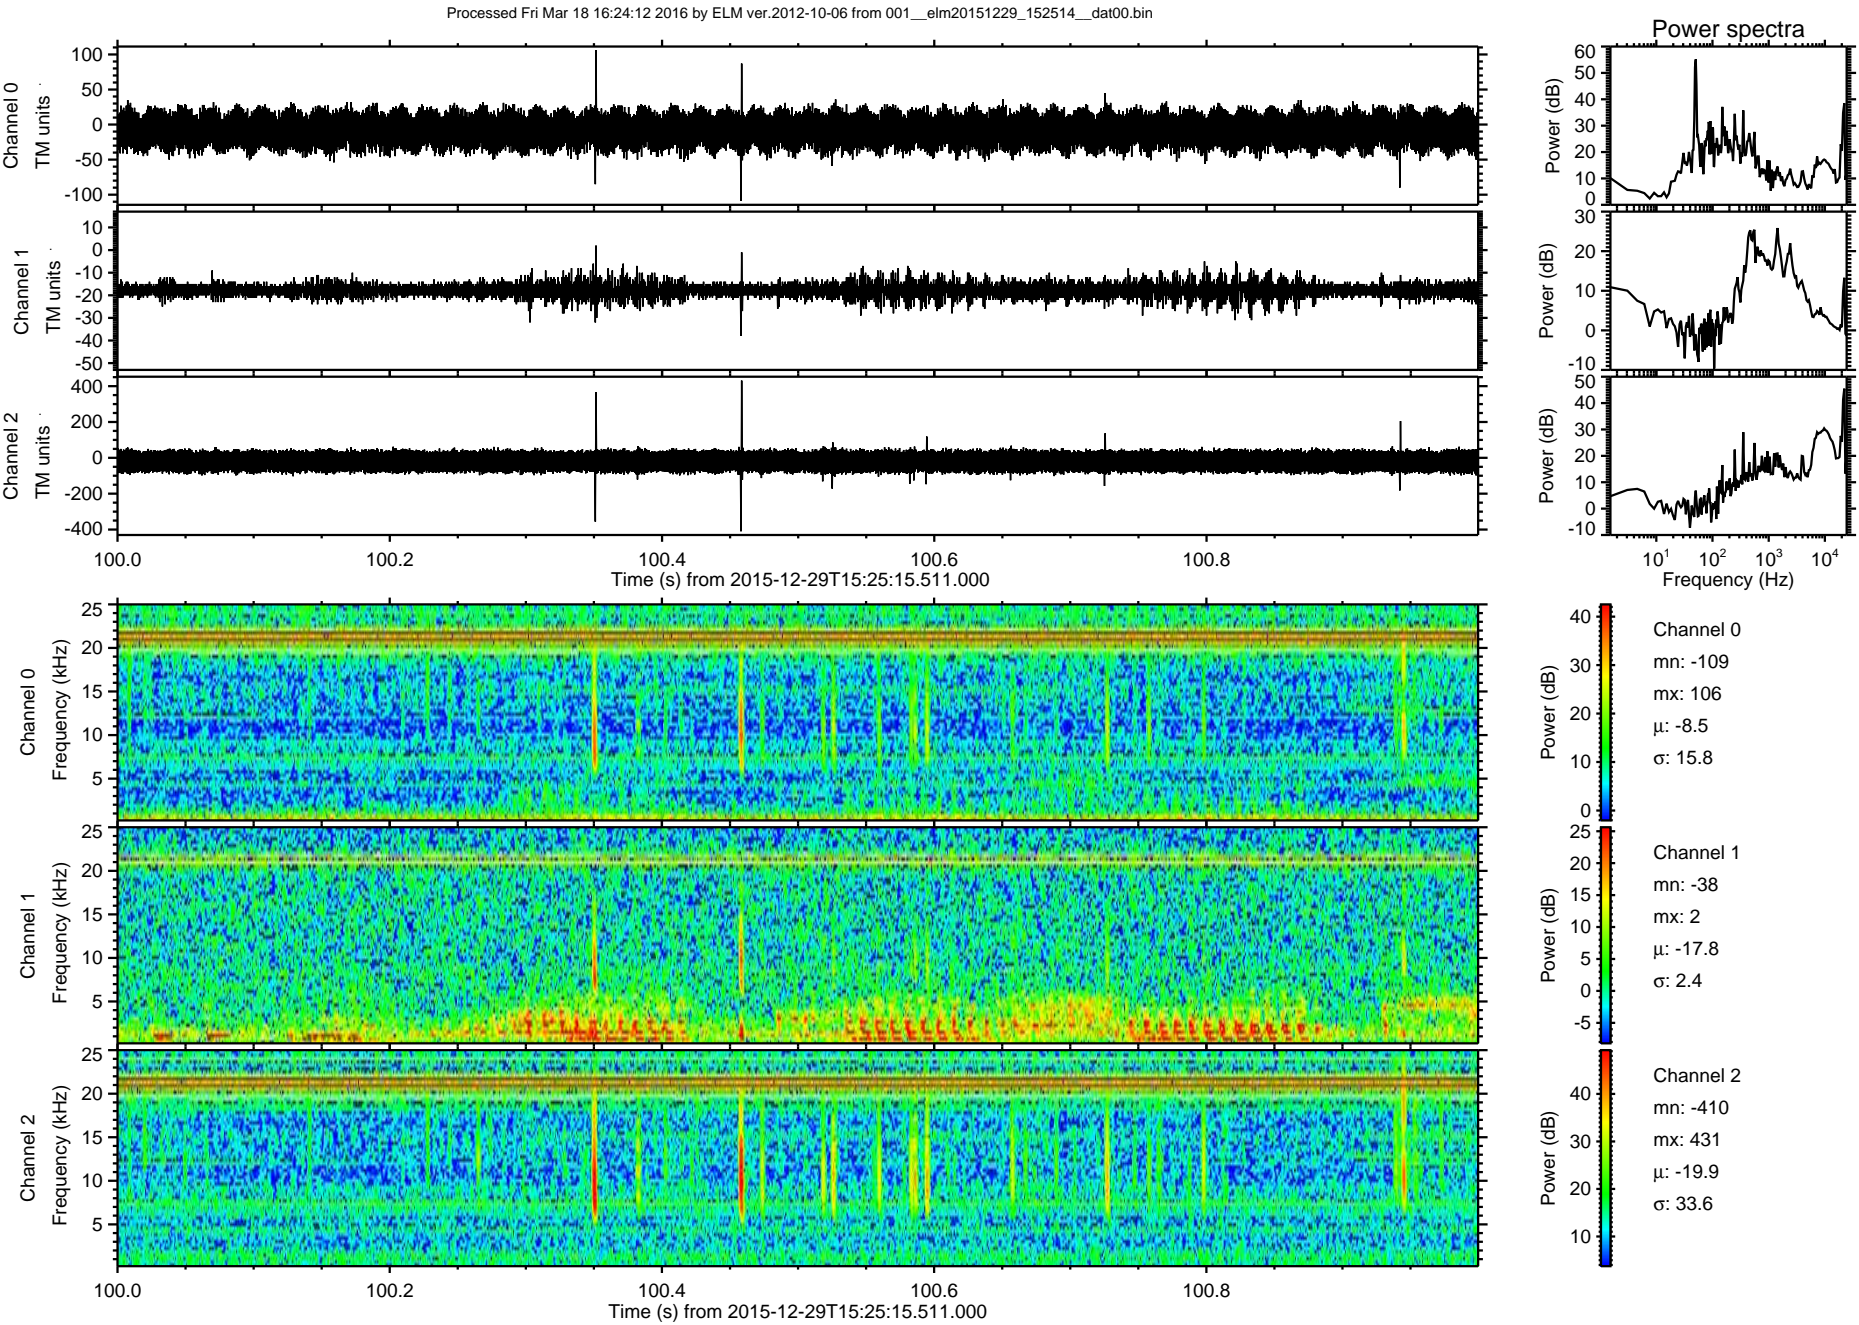 Processed Fri Mar 18 16:24:12 2016 by ELM ver.2012-10-06 from 001__elm20151229_152514__dat00.bin
Power spectra
Channel 0
TM units
100
50
0
-50
-100
Power (dB)
60
50
40
30
20
10
0
Channel 1
TM units
10
0
-10
-20
-30
-40
-50
Power (dB)
30
20
10
0
-10
Channel 2
TM units
400
200
0
-200
-400
Power (dB)
50
40
30
20
10
0
-10
100.0 100.2 100.4 100.6 100.8
Time (s) from 2015-12-29T15:25:15.511.000
10¹ 10² 10³ 10⁴
Frequency (Hz)
Channel 0
Frequency (kHz)
25
20
15
10
5
Power (dB)
40
30
20
10
0
Channel 0
mn: -109
mx: 106
μ: -8.5
σ: 15.8
Channel 1
Frequency (kHz)
25
20
15
10
5
Power (dB)
25
20
15
10
5
0
-5
Channel 1
mn: -38
mx: 2
μ: -17.8
σ: 2.4
Channel 2
Frequency (kHz)
25
20
15
10
5
Power (dB)
40
30
20
10
Channel 2
mn: -410
mx: 431
μ: -19.9
σ: 33.6
100.0 100.2 100.4 100.6 100.8
Time (s) from 2015-12-29T15:25:15.511.000